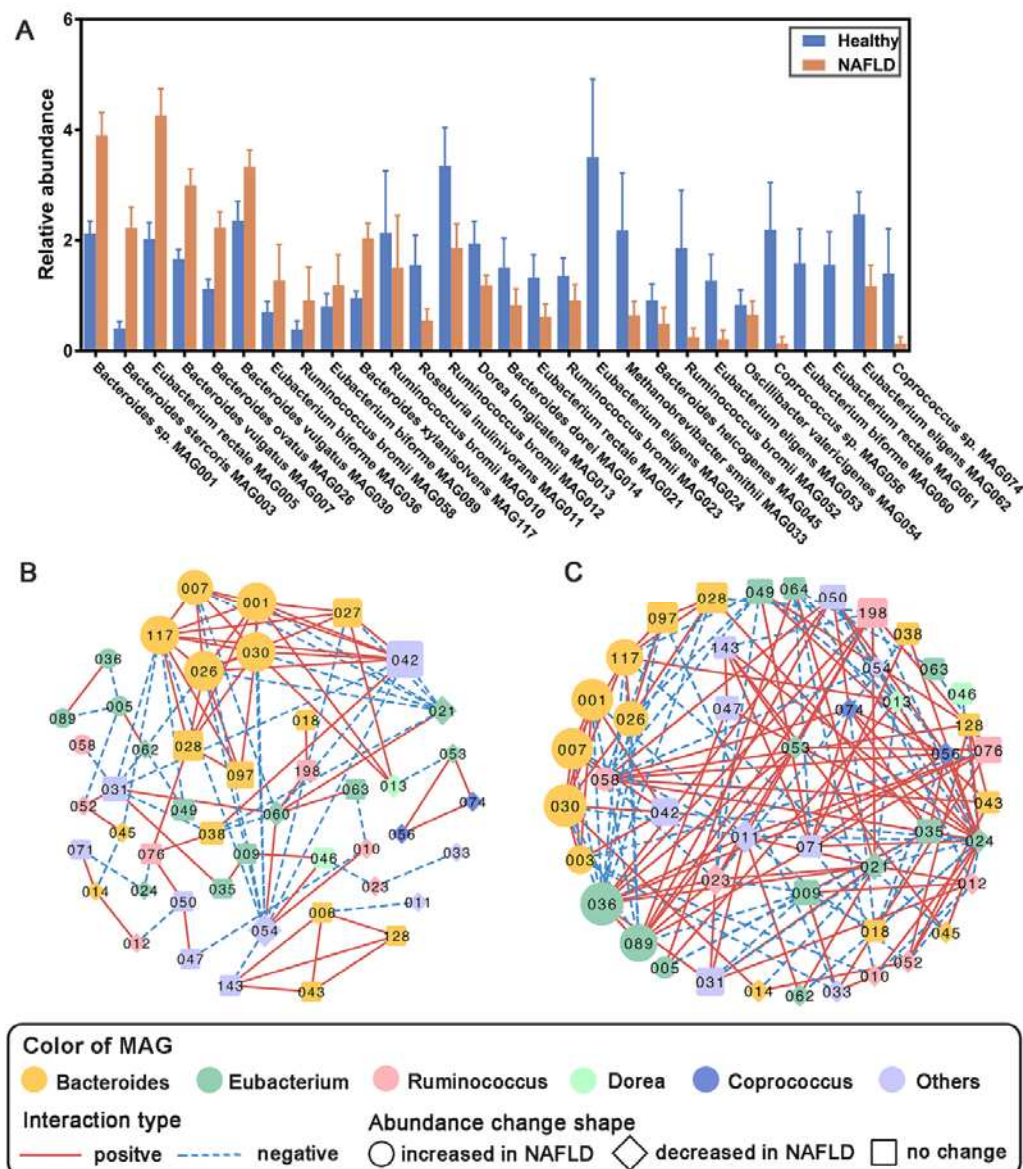 A
6
4
2
0
Relative abundance
Healthy
NAFLD
Bacteroides sp. MAG001
Bacteroides stercoris MAG003
Eubacterium rectale MAG005
Bacteroides vulgatus MAG007
Bacteroides ovatus MAG026
Bacteroides vulgatus MAG030
Eubacterium biforme MAG036
Ruminococcus bromii MAG058
Eubacterium biforme MAG089
Bacteroides xylanisolvens MAG117
Ruminococcus bromii MAG010
Roseburia inulinivorans MAG011
Ruminococcus bromii MAG012
Dorea longicatena MAG013
Bacteroides dorei MAG014
Eubacterium rectale MAG021
Ruminococcus bromii MAG023
Eubacterium eligens MAG024
Methanobrevibacter smithii MAG033
Bacteroides helcogenes MAG045
Ruminococcus bromii MAG052
Eubacterium eligens MAG053
Oscillibacter valericigenes MAG054
Coprococcus sp. MAG056
Eubacterium biforme MAG060
Eubacterium rectale MAG061
Eubacterium eligens MAG062
Coprococcus sp. MAG074
B
007
001
027
117
030
042
036
026
005
021
089
018
058
062
028
053
198
097
013
031
063
074
052
049
060
045
038
056
071
076
009
046
010
033
014
024
035
023
050
006
011
012
054
128
047
143
043
C
064
049
050
028
198
097
038
143
117
054
063
046
001
047
074
013
026
128
007
053
056
076
058
030
042
043
011
035
071
024
003
021
023
012
036
009
018
045
089
005
052
031
010
014
062
033
Color of MAG
Bacteroides
Eubacterium
Ruminococcus
Dorea
Coprococcus
Others
Interaction type
Abundance change shape
positve
negative
increased in NAFLD
decreased in NAFLD
no change